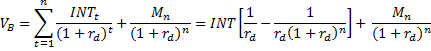 V_B = \sum_{t=1}^{n} \frac{INT_t}{(1+r_d)^t} + \frac{M_n}{(1+r_d)^n} = INT\left[\frac{1}{r_d} - \frac{1}{r_d(1+r_d)^n}\right] + \frac{M_n}{(1+r_d)^n}